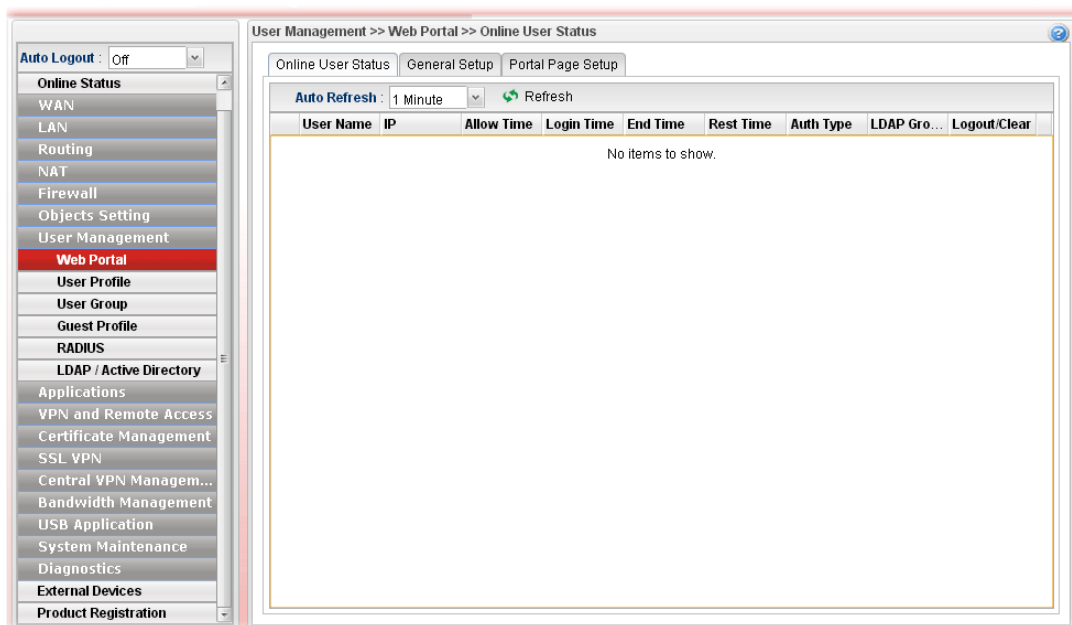 User Management >> Web Portal >> Online User Status
Auto Logout : Off
Online Status
WAN
LAN
Routing
NAT
Firewall
Objects Setting
User Management
Web Portal
User Profile
User Group
Guest Profile
RADIUS
LDAP / Active Directory
Applications
VPN and Remote Access
Certificate Management
SSL VPN
Central VPN Managem...
Bandwidth Management
USB Application
System Maintenance
Diagnostics
External Devices
Product Registration
Online User Status General Setup Portal Page Setup
Auto Refresh : 1 Minute Refresh
User Name IP Allow Time Login Time End Time Rest Time Auth Type LDAP Gro... Logout/Clear
No items to show.